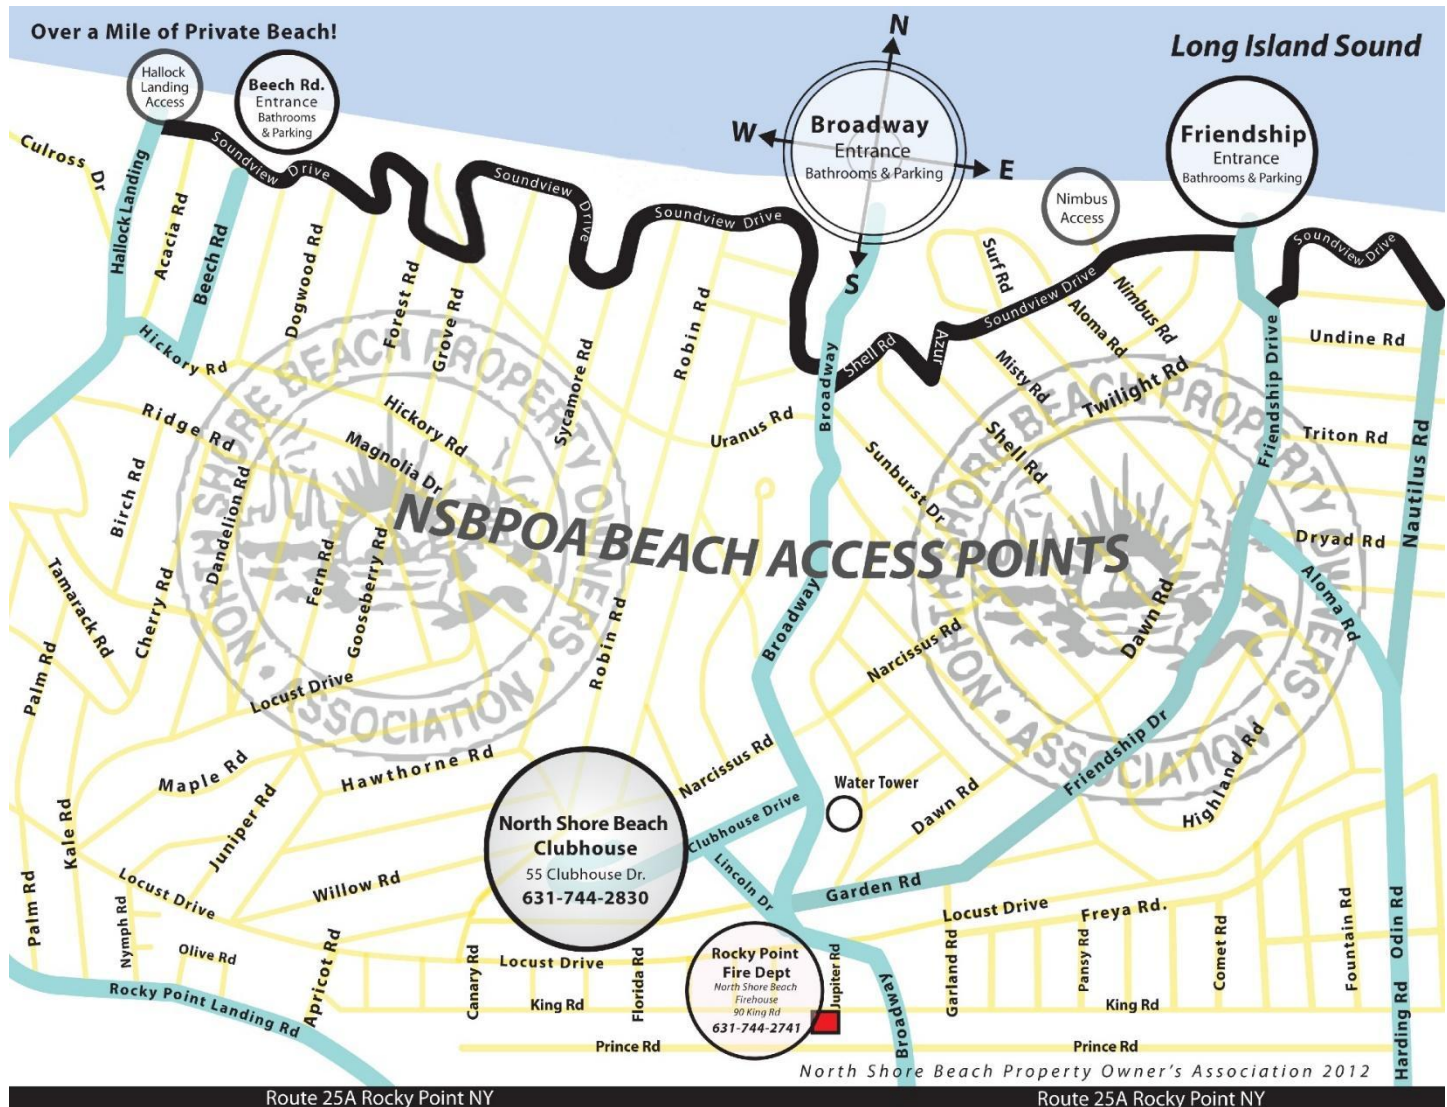 Over a Mile of Private Beach!
Long Island Sound
Hallock
Landing
Access
Beech Rd.
Entrance
Bathrooms
& Parking
N
W
E
S
Broadway
Entrance
Bathrooms & Parking
Nimbus
Access
Friendship
Entrance
Bathrooms & Parking
Culross Dr
Hallock Landing
Acacia Rd
Beech Rd
Soundview Drive
Soundview Drive
Soundview Drive
Soundview Drive
Soundview Drive
Dogwood Rd
Forest Rd
Grove Rd
Hickory Rd
Hickory Rd
Sycamore Rd
Robin Rd
Uranus Rd
Broadway
Shell Rd
Azur
Surf Rd
Nimbus Rd
Aloma Rd
Misty Rd
Twilight Rd
Shell Rd
Sunburst Dr
Friendship Drive
Undine Rd
Triton Rd
Nautilus Rd
Dryad Rd
Aloma Rd
Ridge Rd
Magnolia Dr
Birch Rd
Dandelion Rd
Cherry Rd
Fern Rd
Gooseberry Rd
Tamarack Rd
Palm Rd
Locust Drive
Robin Rd
Broadway
Narcissus Rd
Dawn Rd
NSBPOA BEACH ACCESS POINTS
NORTH SHORE BEACH PROPERTY OWNERS • ASSOCIATION •
NORTH SHORE BEACH PROPERTY OWNERS • ASSOCIATION •
Maple Rd
Hawthorne Rd
Juniper Rd
Kale Rd
Narcissus Rd
Water Tower
Dawn Rd
Friendship Dr
Highland Rd
North Shore Beach
Clubhouse
55 Clubhouse Dr.
631-744-2830
Clubhouse Drive
Lincoln Dr
Garden Rd
Willow Rd
Locust Drive
Palm Rd
Nymph Rd
Olive Rd
Apricot Rd
Rocky Point Landing Rd
Canary Rd
Locust Drive
King Rd
Florida Rd
Prince Rd
Rocky Point
Fire Dept
North Shore Beach
Firehouse
90 King Rd
631-744-2741
Jupiter Rd
Broadway
Locust Drive
Freya Rd.
Garland Rd
Pansy Rd
Comet Rd
Fountain Rd
Odin Rd
Harding Rd
King Rd
Prince Rd
North Shore Beach Property Owner's Association 2012
Route 25A Rocky Point NY
Route 25A Rocky Point NY